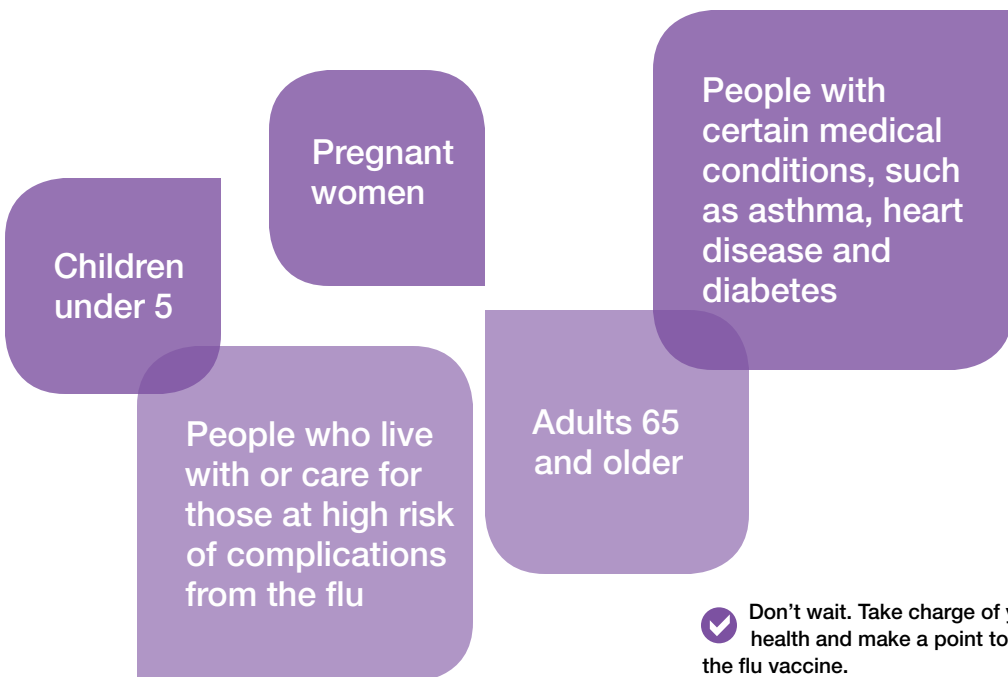 Children
under 5
Pregnant
women
People with
certain medical
conditions, such
as asthma, heart
disease and
diabetes
People who live
with or care for
those at high risk
of complications
from the flu
Adults 65
and older
Don’t wait. Take charge of
health and make a point to
the flu vaccine.